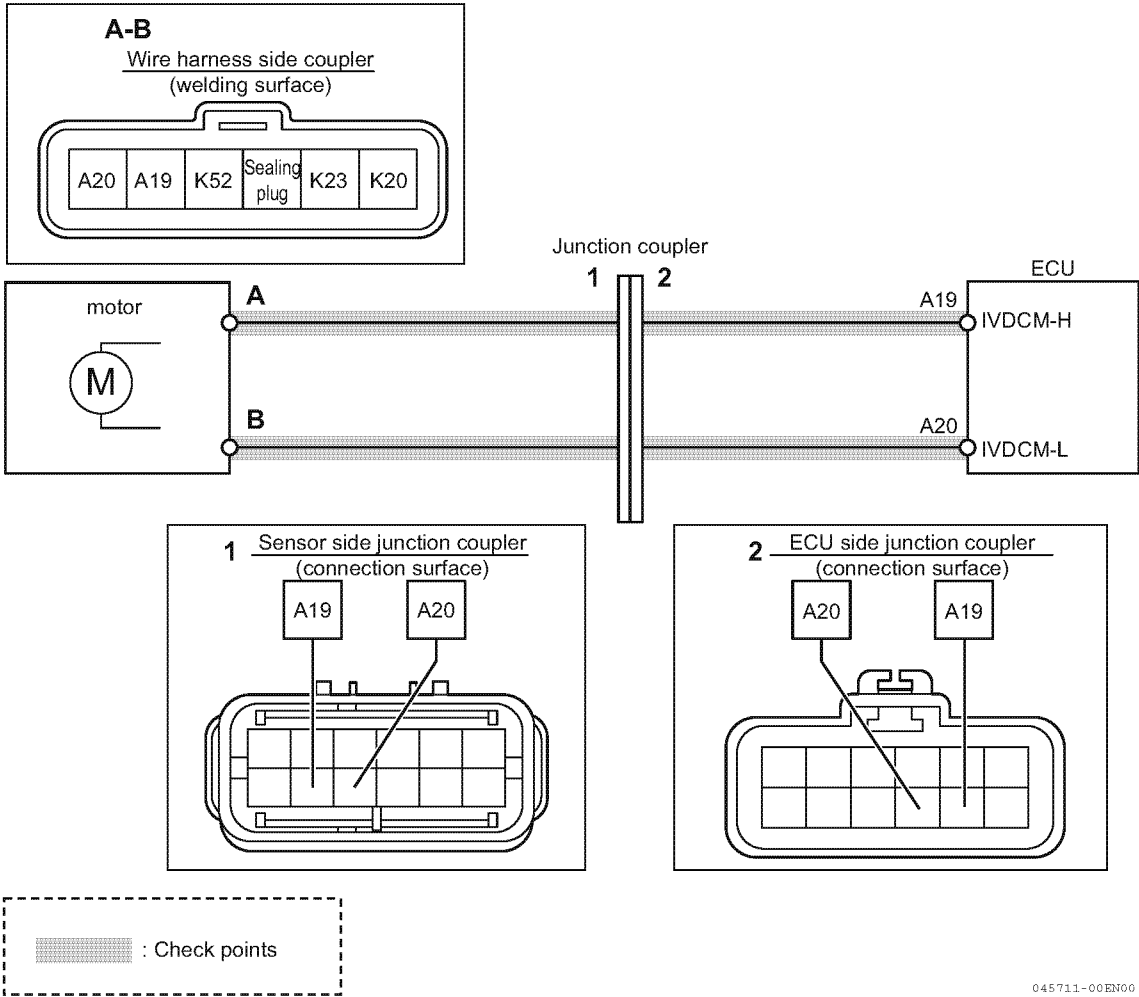 A-B
Wire harness side coupler
(welding surface)
A20 A19 K52 Sealing plug K23 K20
Junction coupler
1 2
ECU
motor
A
A19
IVDCM-H
M
B
A20
IVDCM-L
1 Sensor side junction coupler
(connection surface)
A19 A20
2 ECU side junction coupler
(connection surface)
A20 A19
: Check points
045711-00EN00